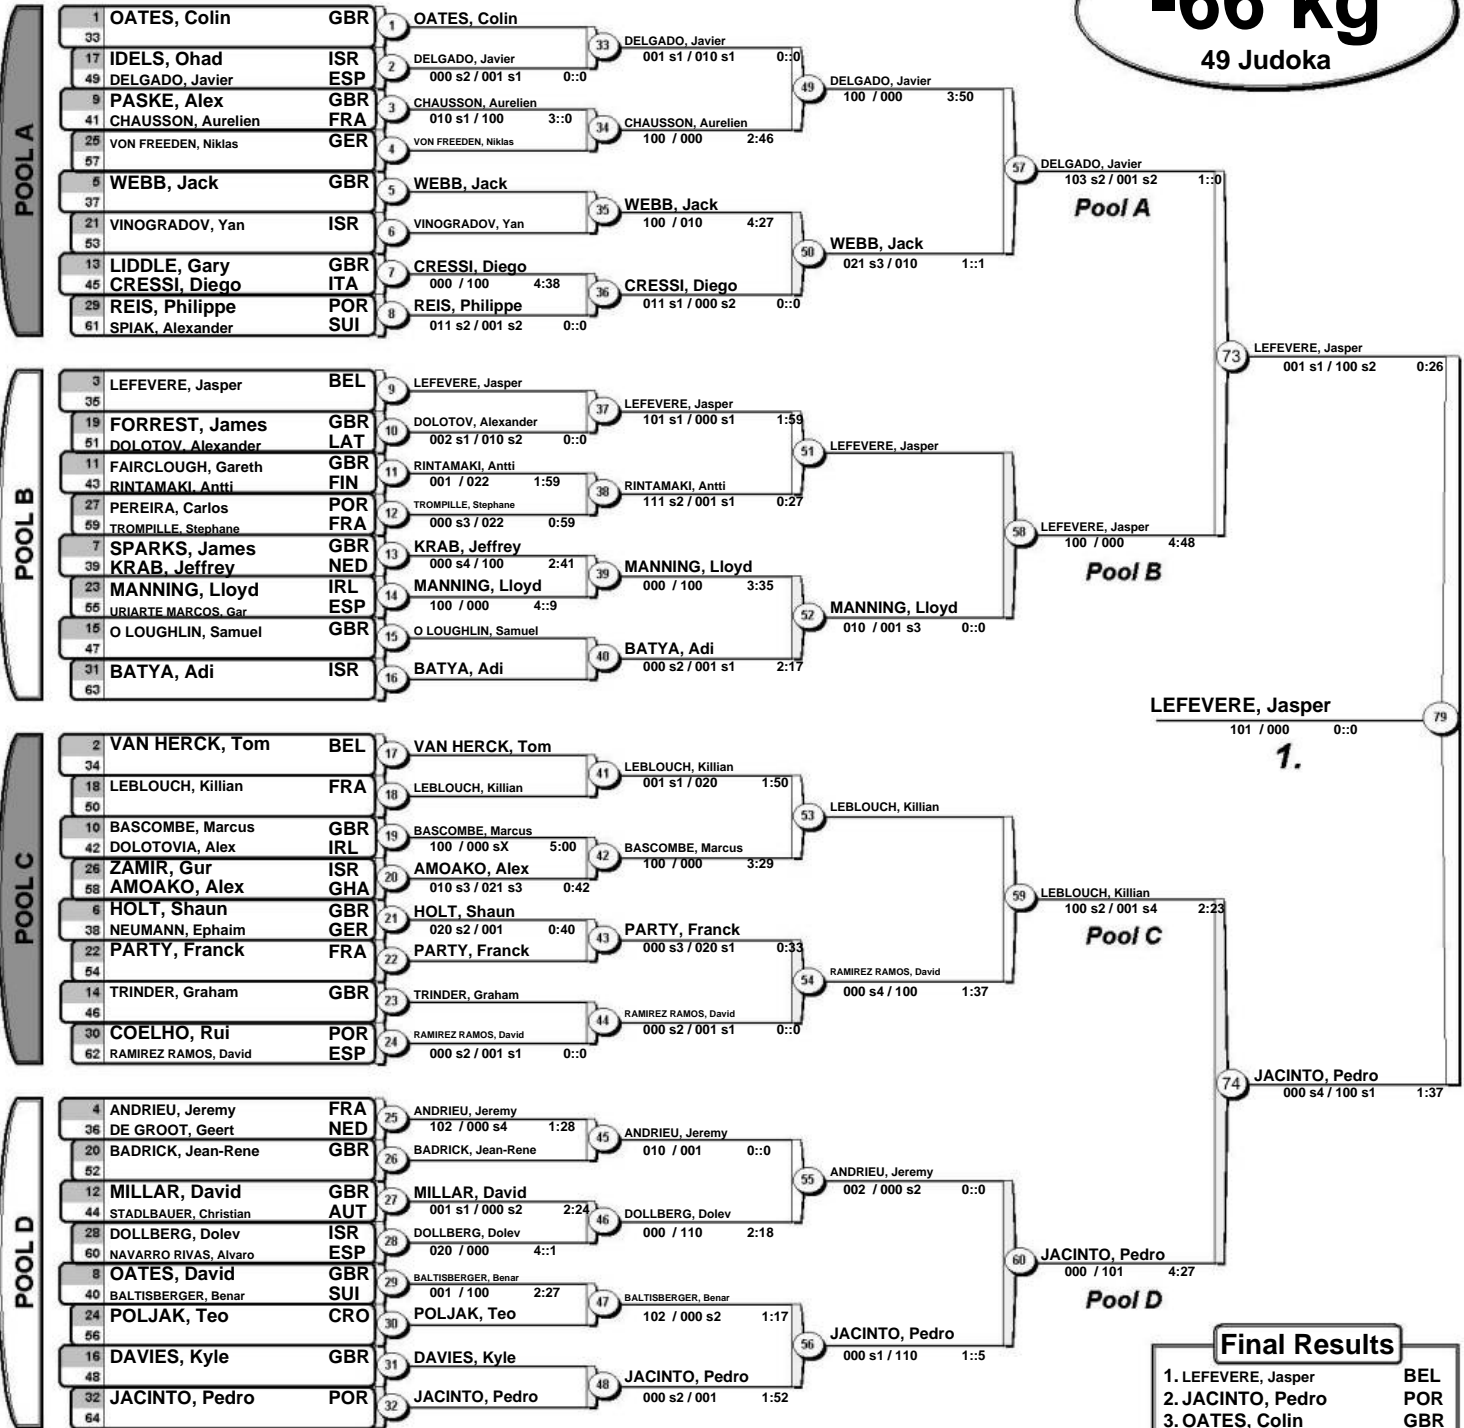 -66 kg
49 Judoka
POOL A
1 OATES, Colin GBR
33
17 IDELS, Ohad ISR
49 DELGADO, Javier ESP
9 PASKE, Alex GBR
41 CHAUSSON, Aurelien FRA
25 VON FREEDEN, Niklas GER
57
5 WEBB, Jack GBR
37
21 VINOGRADOV, Yan ISR
53
13 LIDDLE, Gary GBR
45 CRESSI, Diego ITA
29 REIS, Philippe POR
61 SPIAK, Alexander SUI
1 OATES, Colin
2 DELGADO, Javier
000 s2 / 001 s1 0::0
3 CHAUSSON, Aurelien
010 s1 / 100 3::0
4 VON FREEDEN, Niklas
5 WEBB, Jack
6 VINOGRADOV, Yan
7 CRESSI, Diego
000 / 100 4:38
8 REIS, Philippe
011 s2 / 001 s2 0::0
33 DELGADO, Javier
001 s1 / 010 s1 0::0
34 CHAUSSON, Aurelien
100 / 000 2:46
35 WEBB, Jack
100 / 010 4:27
36 CRESSI, Diego
011 s1 / 000 s2 0::0
49 DELGADO, Javier
100 / 000 3:50
50 WEBB, Jack
021 s3 / 010 1::1
57 DELGADO, Javier
103 s2 / 001 s2 1::0
Pool A
POOL B
3 LEFEVERE, Jasper BEL
35
19 FORREST, James GBR
51 DOLOTOV, Alexander LAT
11 FAIRCLOUGH, Gareth GBR
43 RINTAMAKI, Antti FIN
27 PEREIRA, Carlos POR
59 TROMPILLE, Stephane FRA
7 SPARKS, James GBR
39 KRAB, Jeffrey NED
23 MANNING, Lloyd IRL
55 URIARTE MARCOS, Gar ESP
15 O LOUGHLIN, Samuel GBR
47
31 BATYA, Adi ISR
63
9 LEFEVERE, Jasper
10 DOLOTOV, Alexander
002 s1 / 010 s2 0::0
11 RINTAMAKI, Antti
001 / 022 1:59
12 TROMPILLE, Stephane
000 s3 / 022 0:59
13 KRAB, Jeffrey
000 s4 / 100 2:41
14 MANNING, Lloyd
100 / 000 4::9
15 O LOUGHLIN, Samuel
16 BATYA, Adi
37 LEFEVERE, Jasper
101 s1 / 000 s1 1:59
38 RINTAMAKI, Antti
111 s2 / 001 s1 0:27
39 MANNING, Lloyd
000 / 100 3:35
40 BATYA, Adi
000 s2 / 001 s1 2:17
51 LEFEVERE, Jasper
52 MANNING, Lloyd
010 / 001 s3 0::0
58 LEFEVERE, Jasper
100 / 000 4:48
Pool B
73 LEFEVERE, Jasper
001 s1 / 100 s2 0:26
LEFEVERE, Jasper 79
101 / 000 0::0
1.
POOL C
2 VAN HERCK, Tom BEL
34
18 LEBLOUCH, Killian FRA
50
10 BASCOMBE, Marcus GBR
42 DOLOTOVIA, Alex IRL
26 ZAMIR, Gur ISR
58 AMOAKO, Alex GHA
6 HOLT, Shaun GBR
38 NEUMANN, Ephaim GER
22 PARTY, Franck FRA
54
14 TRINDER, Graham GBR
46
30 COELHO, Rui POR
62 RAMIREZ RAMOS, David ESP
17 VAN HERCK, Tom
18 LEBLOUCH, Killian
19 BASCOMBE, Marcus
100 / 000 sX 5:00
20 AMOAKO, Alex
010 s3 / 021 s3 0:42
21 HOLT, Shaun
020 s2 / 001 0:40
22 PARTY, Franck
23 TRINDER, Graham
24 RAMIREZ RAMOS, David
000 s2 / 001 s1 0::0
41 LEBLOUCH, Killian
001 s1 / 020 1:50
42 BASCOMBE, Marcus
100 / 000 3:29
43 PARTY, Franck
000 s3 / 020 s1 0:33
44 RAMIREZ RAMOS, David
000 s2 / 001 s1 0::0
53 LEBLOUCH, Killian
54 RAMIREZ RAMOS, David
000 s4 / 100 1:37
59 LEBLOUCH, Killian
100 s2 / 001 s4 2:23
Pool C
POOL D
4 ANDRIEU, Jeremy FRA
36 DE GROOT, Geert NED
20 BADRICK, Jean-Rene GBR
52
12 MILLAR, David GBR
44 STADLBAUER, Christian AUT
28 DOLLBERG, Dolev ISR
60 NAVARRO RIVAS, Alvaro ESP
8 OATES, David GBR
40 BALTISBERGER, Benar SUI
24 POLJAK, Teo CRO
56
16 DAVIES, Kyle GBR
48
32 JACINTO, Pedro POR
64
25 ANDRIEU, Jeremy
102 / 000 s4 1:28
26 BADRICK, Jean-Rene
27 MILLAR, David
001 s1 / 000 s2 2:24
28 DOLLBERG, Dolev
020 / 000 4::1
29 BALTISBERGER, Benar
001 / 100 2:27
30 POLJAK, Teo
31 DAVIES, Kyle
32 JACINTO, Pedro
45 ANDRIEU, Jeremy
010 / 001 0::0
46 DOLLBERG, Dolev
000 / 110 2:18
47 BALTISBERGER, Benar
102 / 000 s2 1:17
48 JACINTO, Pedro
000 s2 / 001 1:52
55 ANDRIEU, Jeremy
002 / 000 s2 0::0
56 JACINTO, Pedro
000 s1 / 110 1::5
60 JACINTO, Pedro
000 / 101 4:27
Pool D
74 JACINTO, Pedro
000 s4 / 100 s1 1:37
Final Results
1. LEFEVERE, Jasper BEL
2. JACINTO, Pedro POR
3. OATES, Colin GBR